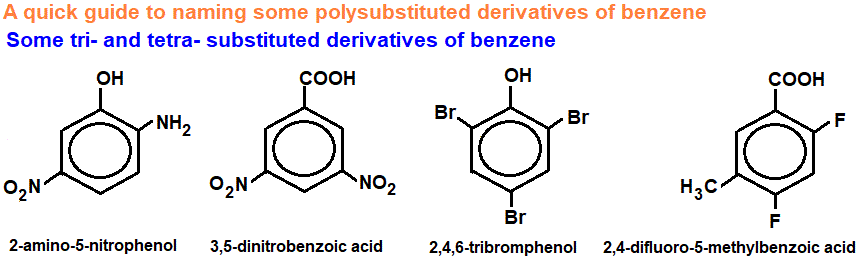 A quick guide to naming some polysubstituted derivatives of benzene
Some tri- and tetra- substituted derivatives of benzene
OH
NH2
O2N
COOH
O2N
NO2
OH
Br
Br
Br
COOH
F
H3C
F
2-amino-5-nitrophenol
3,5-dinitrobenzoic acid
2,4,6-tribromphenol
2,4-difluoro-5-methylbenzoic acid